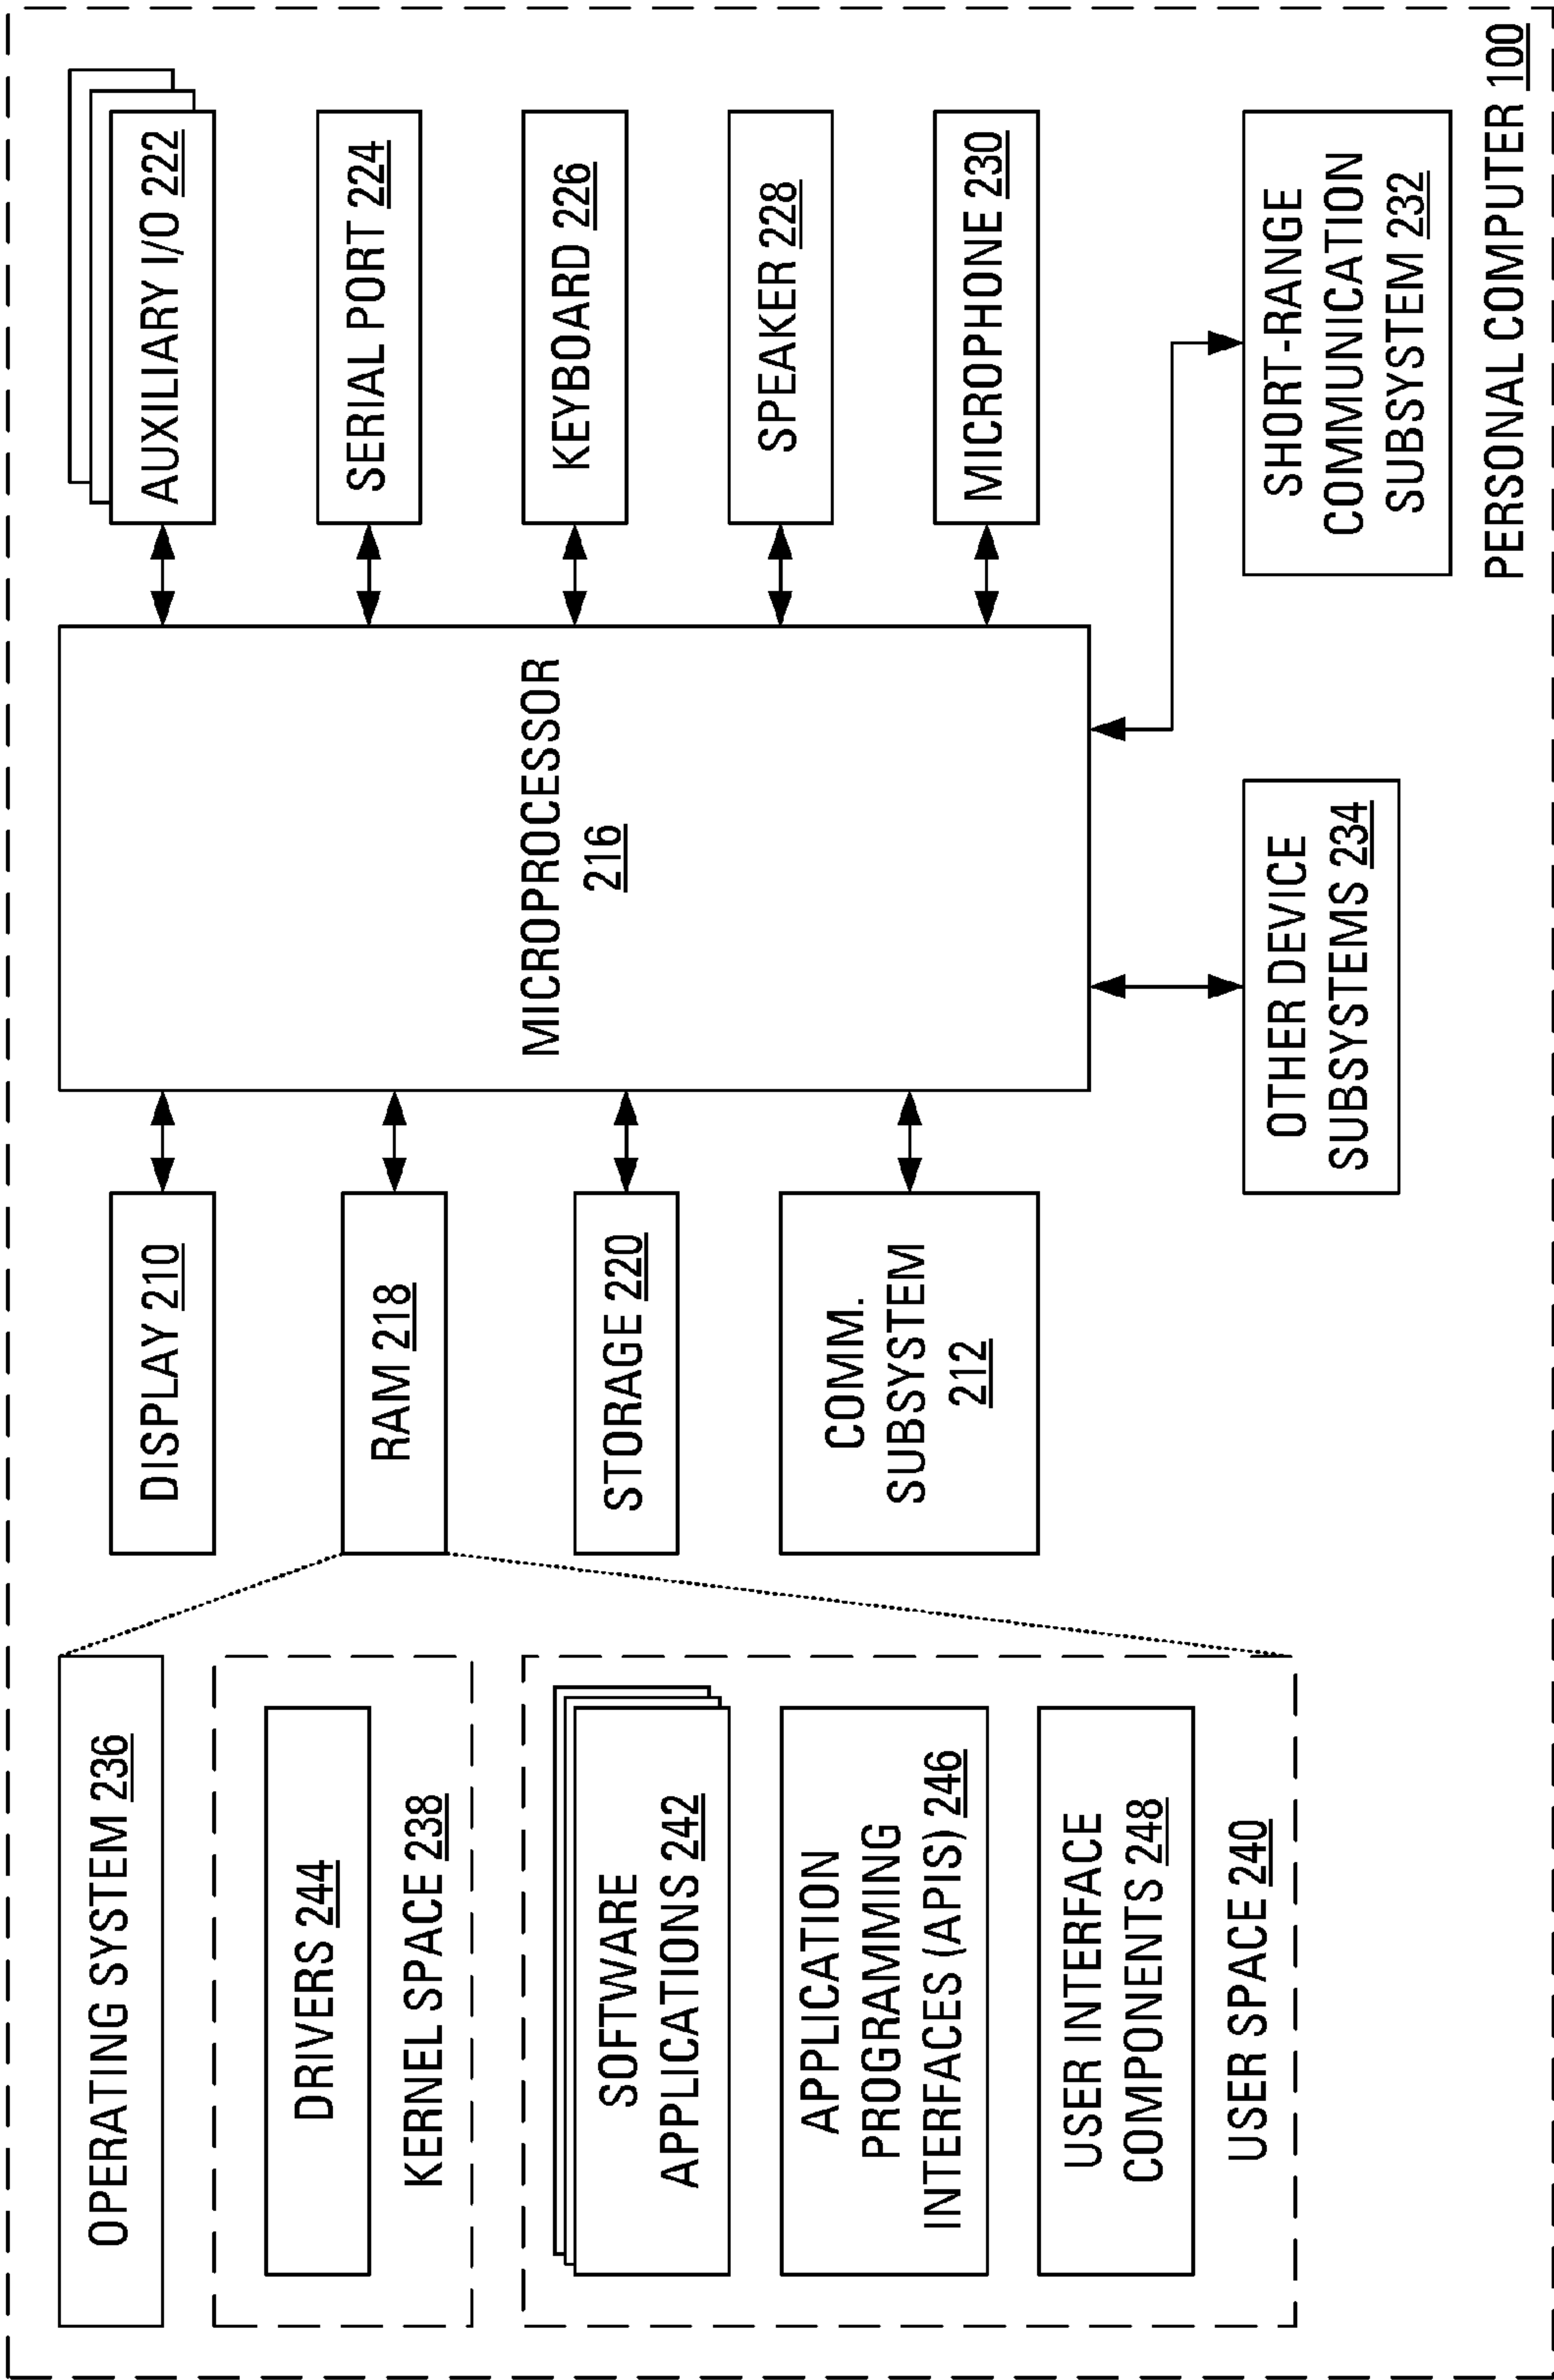 OPERATING SYSTEM 236
DRIVERS 244
KERNEL SPACE 238
SOFTWARE
APPLICATIONS 242
APPLICATION
PROGRAMMING
INTERFACES (APIS) 246
USER INTERFACE
COMPONENTS 248
USER SPACE 240
DISPLAY 210
RAM 218
STORAGE 220
COMM.
SUBSYSTEM
212
MICROPROCESSOR
216
OTHER DEVICE
SUBSYSTEMS 234
AUXILIARY I/O 222
SERIAL PORT 224
KEYBOARD 226
SPEAKER 228
MICROPHONE 230
SHORT-RANGE
COMMUNICATION
SUBSYSTEM 232
PERSONAL COMPUTER 100